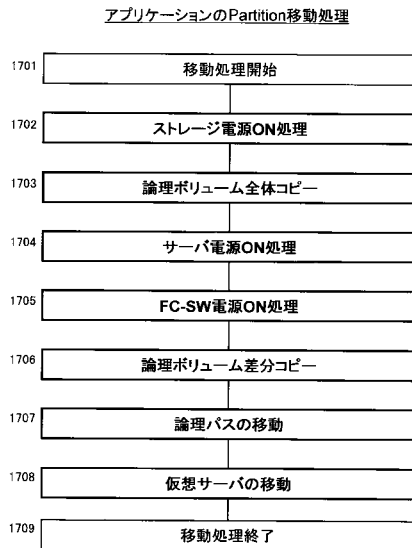 アプリケーションのPartition移動処理
1701
移動処理開始
1702
ストレージ電源ON処理
1703
論理ボリューム全体コピー
1704
サーバ電源ON処理
1705
FC-SW電源ON処理
1706
論理ボリューム差分コピー
1707
論理パスの移動
1708
仮想サーバの移動
1709
移動処理終了